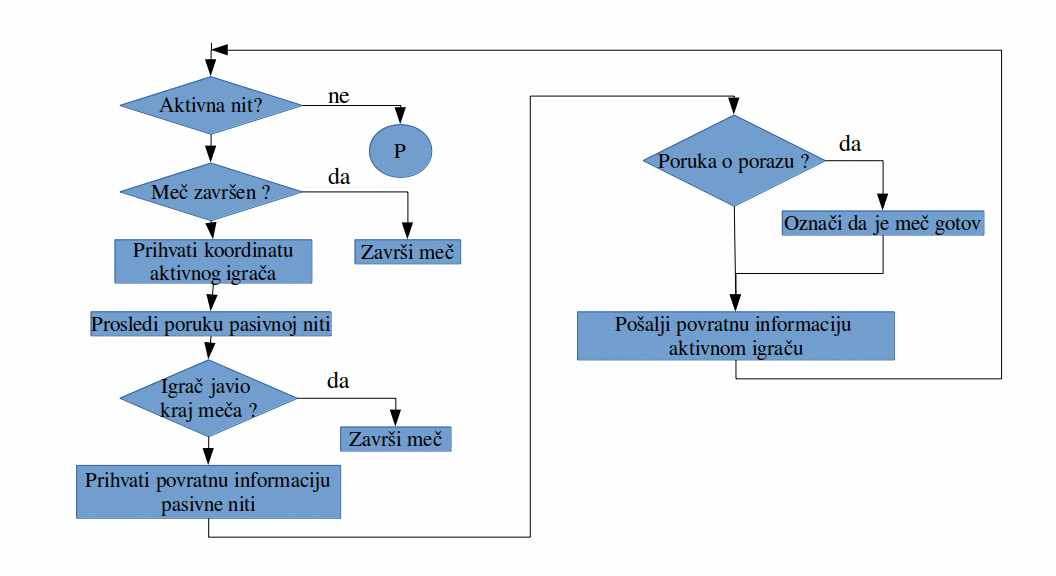 Aktivna nit?
ne
P
Meč završen ?
da
Završi meč
Prihvati koordinatu
aktivnog igrača
Prosledi poruku pasivnoj niti
Igrač javio
kraj meča ?
da
Završi meč
Prihvati povratnu informaciju
pasivne niti
Poruka o porazu ?
da
Označi da je meč gotov
Pošalji povratnu informaciju
aktivnom igraču